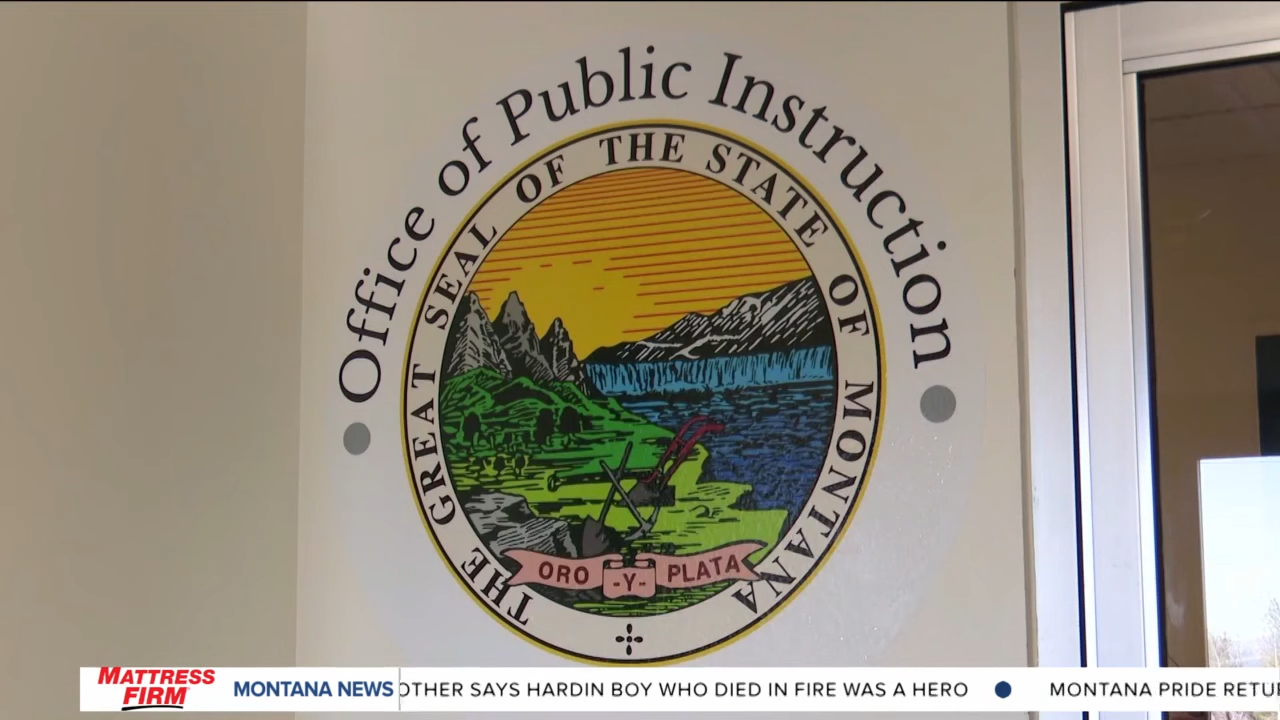 Office of Public Instruction
THE GREAT SEAL OF THE STATE OF MONTANA
ORO -Y- PLATA
MATTRESS FIRM
MONTANA NEWS OTHER SAYS HARDIN BOY WHO DIED IN FIRE WAS A HERO ● MONTANA PRIDE